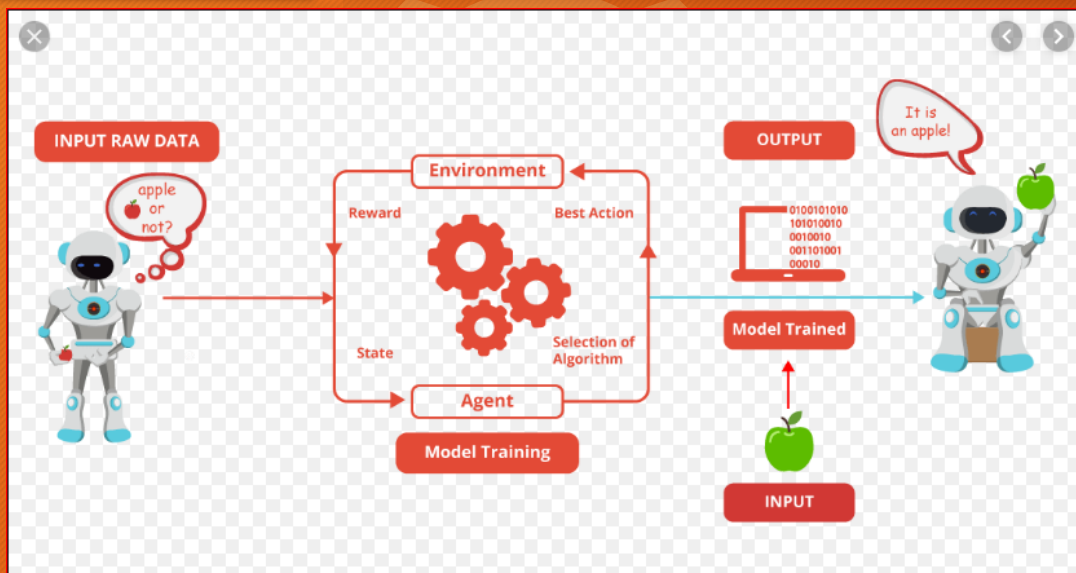 INPUT RAW DATA
apple
or
not?
Environment
Reward
Best Action
State
Selection of
Algorithm
Agent
Model Training
OUTPUT
0100101010
101010010
0010010
001101001
00010
Model Trained
INPUT
It is
an apple!